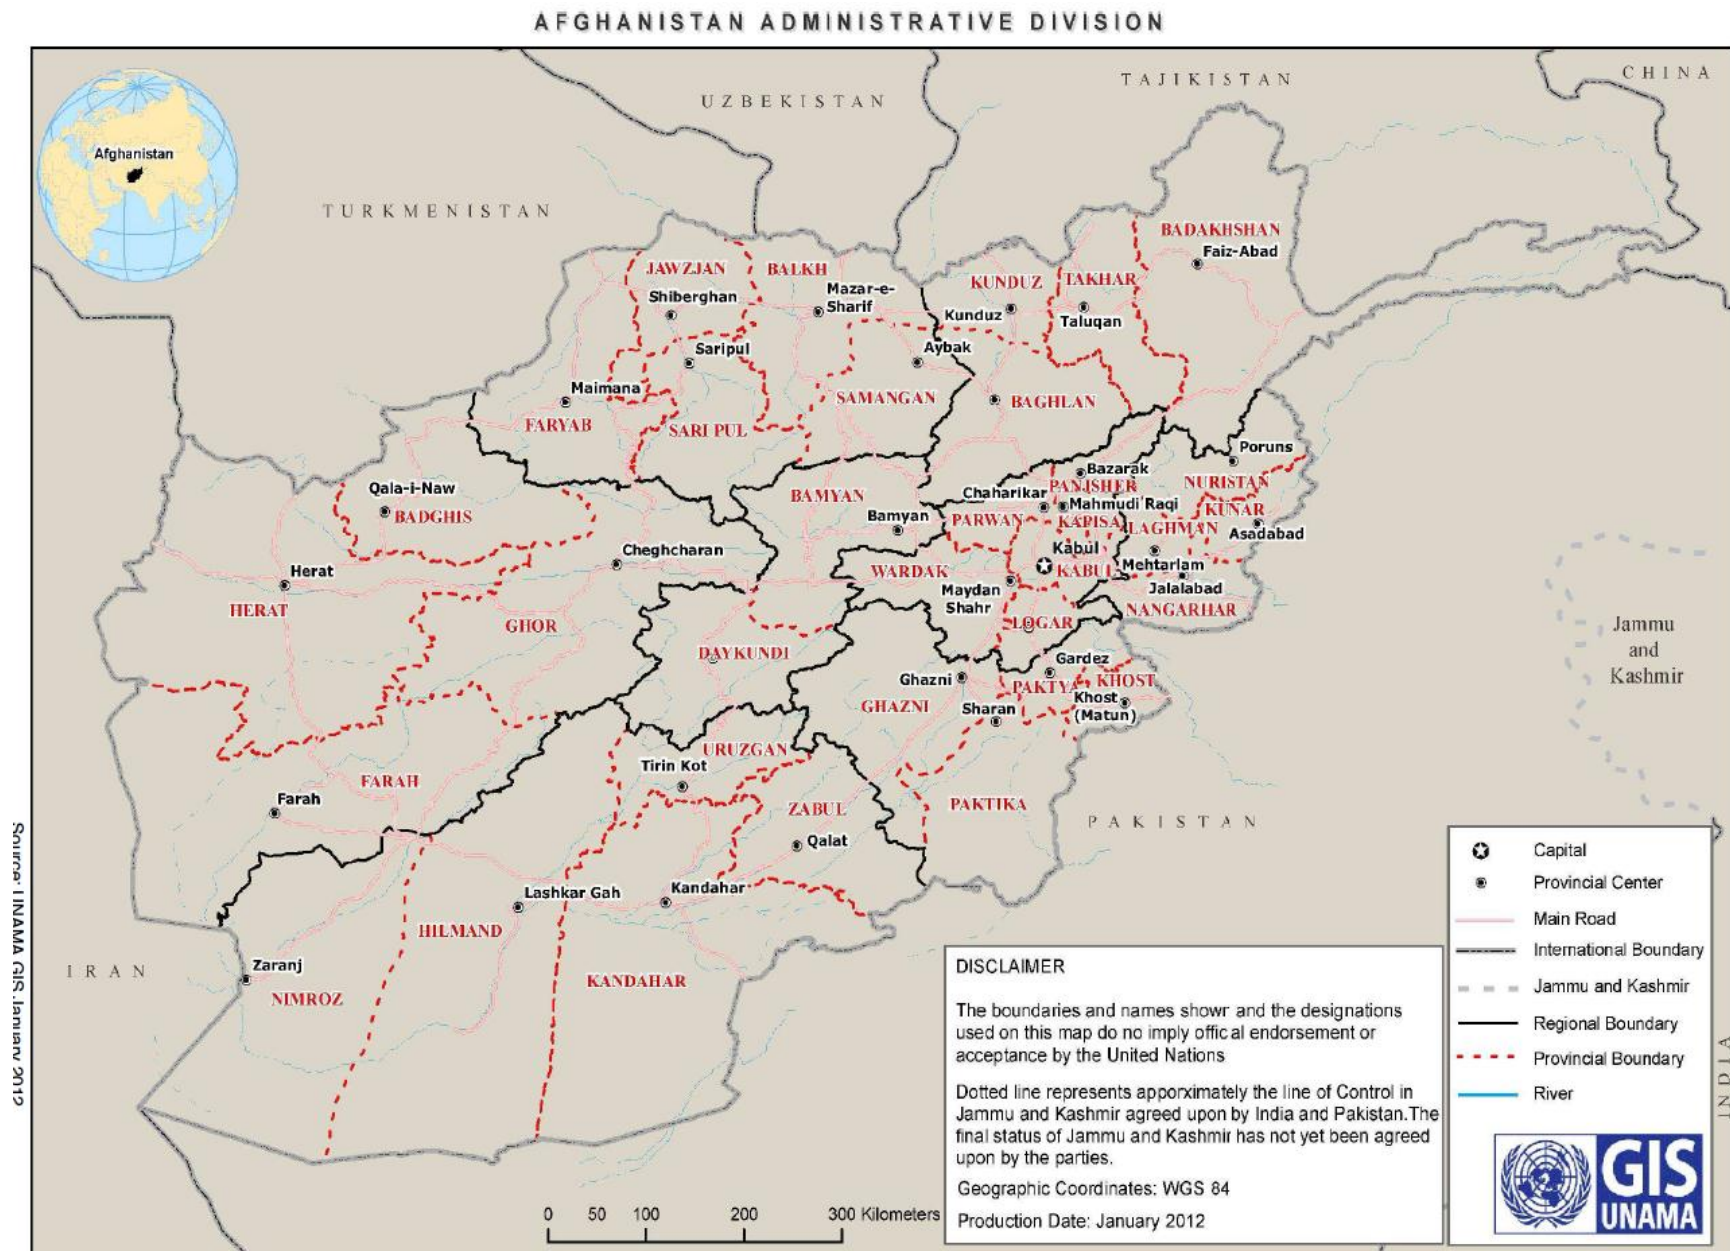 AFGHANISTAN ADMINISTRATIVE DIVISION
CHINA
TAJIKISTAN
UZBEKISTAN
Afghanistan
TURKMENISTAN
BADAKHSHAN
Faiz-Abad
JAWZJAN
BALKH
KUNDUZ
TAKHAR
Shiberghan
Mazar-e-
Sharif
Kunduz
Taluqan
Saripul
Aybak
Maimana
SAMANGAN
BAGHLAN
FARYAB
SARI PUL
Poruns
Bazarak
NURISTAN
Qala-i-Naw
BAMYAN
Chaharikar
PANISHER
Mahmudi Raqi
KUNAR
BADGHIS
Bamyan
PARWAN
KAPISA
LAGHMAN
Asadabad
Cheghcharan
Kabul
Herat
WARDAK
KABUL
Mehtarlam
Maydan
Shahr
Jalalabad
HERAT
GHOR
LOGAR
NANGARHAR
Jammu
and
Kashmir
DAYKUNDI
Gardez
Ghazni
PAKTYA
KHOST
GHAZNI
Sharan
Khost
(Matun)
URUZGAN
Tirin Kot
FARAH
Farah
ZABUL
PAKTIKA
PAKISTAN
Qalat
Lashkar Gah
Kandahar
HILMAND
Zaranj
IRAN
NIMROZ
KANDAHAR
Source: UNAMA GIS January 2012
INDIA
Capital
Provincial Center
Main Road
International Boundary
Jammu and Kashmir
Regional Boundary
Provincial Boundary
River
DISCLAIMER
The boundaries and names shown and the designations
used on this map do no imply offical endorsement or
acceptance by the United Nations
Dotted line represents apporximately the line of Control in
Jammu and Kashmir agreed upon by India and Pakistan.The
final status of Jammu and Kashmir has not yet been agreed
upon by the parties.
Geographic Coordinates: WGS 84
Production Date: January 2012
0 50 100 200 300 Kilometers
GIS
UNAMA